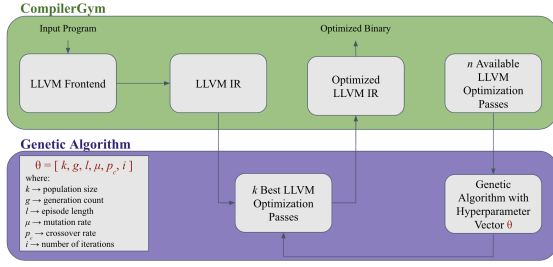 CompilerGym
Input Program
Optimized Binary
LLVM Frontend
LLVM IR
Optimized
LLVM IR
n Available
LLVM
Optimization
Passes
Genetic Algorithm
θ = [ k, g, l, μ, p_c, i ]
where:
k → population size
g → generation count
l → episode length
μ → mutation rate
p_c → crossover rate
i → number of iterations
k Best LLVM
Optimization
Passes
Genetic
Algorithm with
Hyperparameter
Vector θ